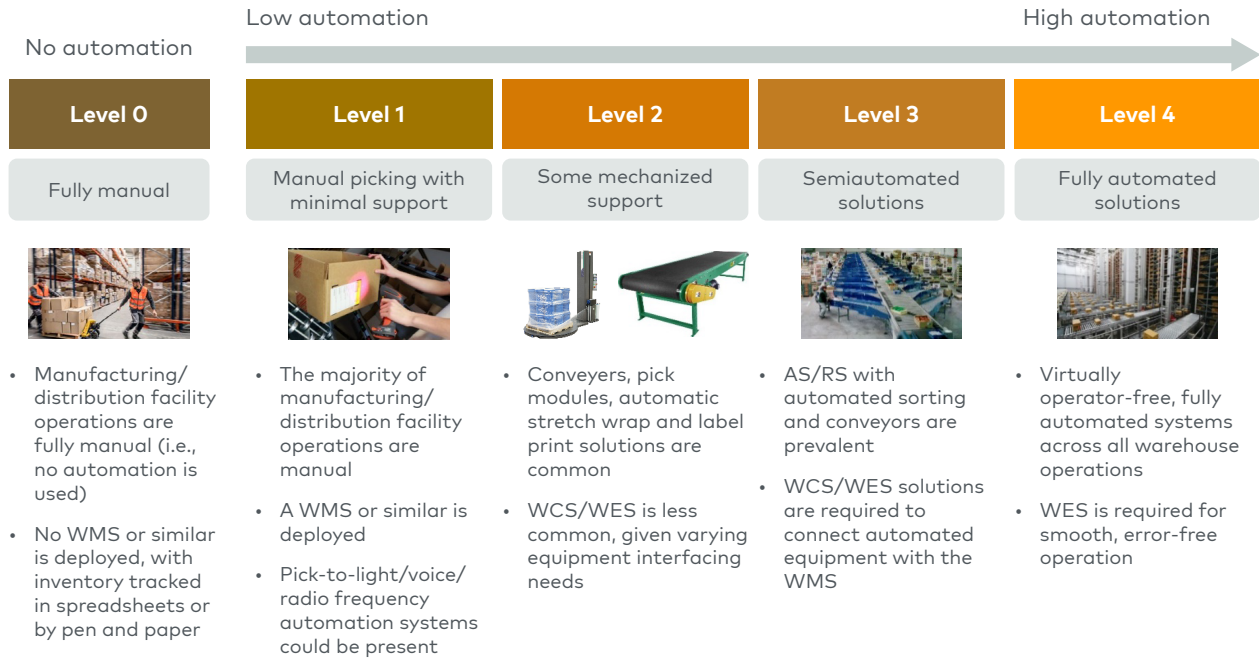 Low automation
High automation
No automation
Level 0
Level 1
Level 2
Level 3
Level 4
Fully manual
Manual picking with
minimal support
Some mechanized
support
Semiautomated
solutions
Fully automated
solutions
• Manufacturing/
distribution facility
operations are
fully manual (i.e.,
no automation is
used)
• No WMS or similar
is deployed, with
inventory tracked
in spreadsheets or
by pen and paper
• The majority of
manufacturing/
distribution facility
operations are
manual
• A WMS or similar is
deployed
• Pick-to-light/voice/
radio frequency
automation systems
could be present
• Conveyers, pick
modules, automatic
stretch wrap and label
print solutions are
common
• WCS/WES is less
common, given varying
equipment interfacing
needs
• AS/RS with
automated sorting
and conveyors are
prevalent
• WCS/WES solutions
are required to
connect automated
equipment with the
WMS
• Virtually
operator-free, fully
automated systems
across all warehouse
operations
• WES is required for
smooth, error-free
operation